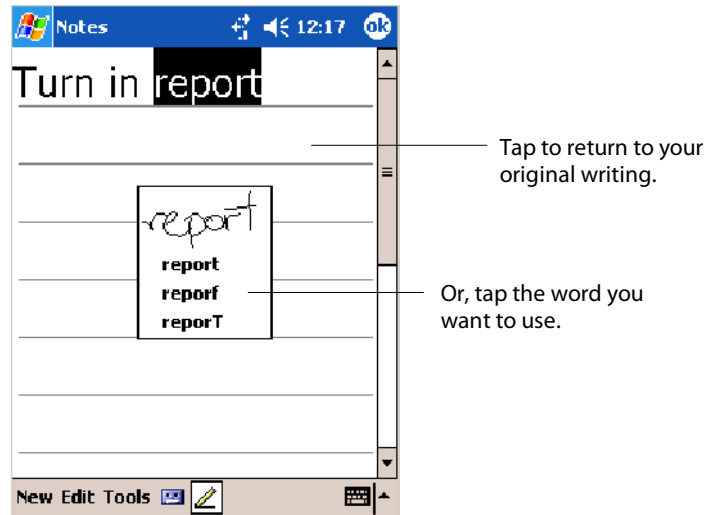 Notes 12:17 ok
Turn in report
Tap to return to your
original writing.
report
report
reporf
reporT
Or, tap the word you
want to use.
New Edit Tools